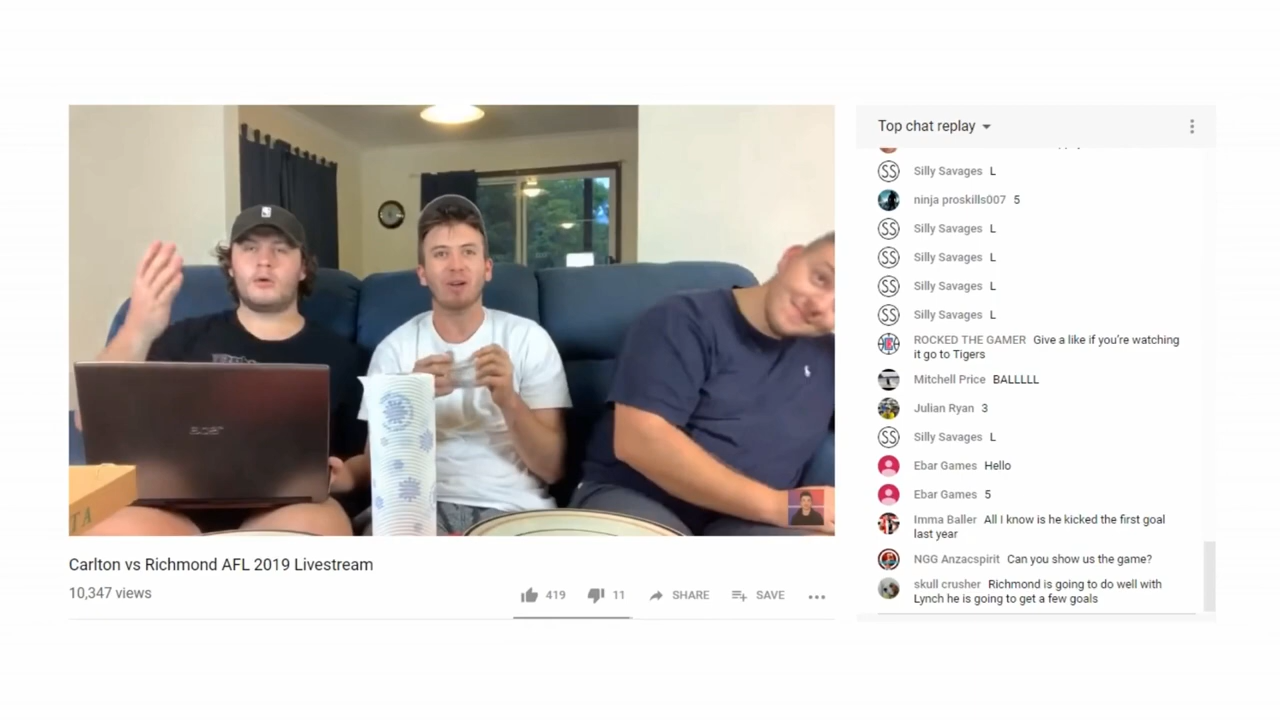 TA
Carlton vs Richmond AFL 2019 Livestream
10,347 views
419
11
SHARE
SAVE
Top chat replay
Silly Savages L
ninja proskills007 5
Silly Savages L
Silly Savages L
Silly Savages L
Silly Savages L
ROCKED THE GAMER Give a like if you're watching
it go to Tigers
Mitchell Price BALLLLL
Julian Ryan 3
Silly Savages L
Ebar Games Hello
Ebar Games 5
Imma Baller All I know is he kicked the first goal
last year
NGG Anzacspirit Can you show us the game?
skull crusher Richmond is going to do well with
Lynch he is going to get a few goals